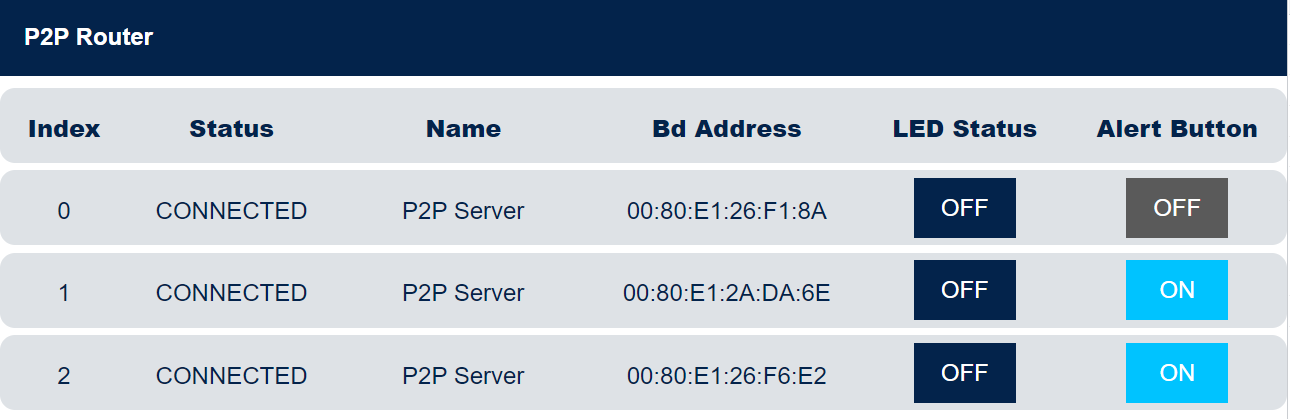 P2P Router
Index Status Name Bd Address LED Status Alert Button
0 CONNECTED P2P Server 00:80:E1:26:F1:8A OFF OFF
1 CONNECTED P2P Server 00:80:E1:2A:DA:6E OFF ON
2 CONNECTED P2P Server 00:80:E1:26:F6:E2 OFF ON